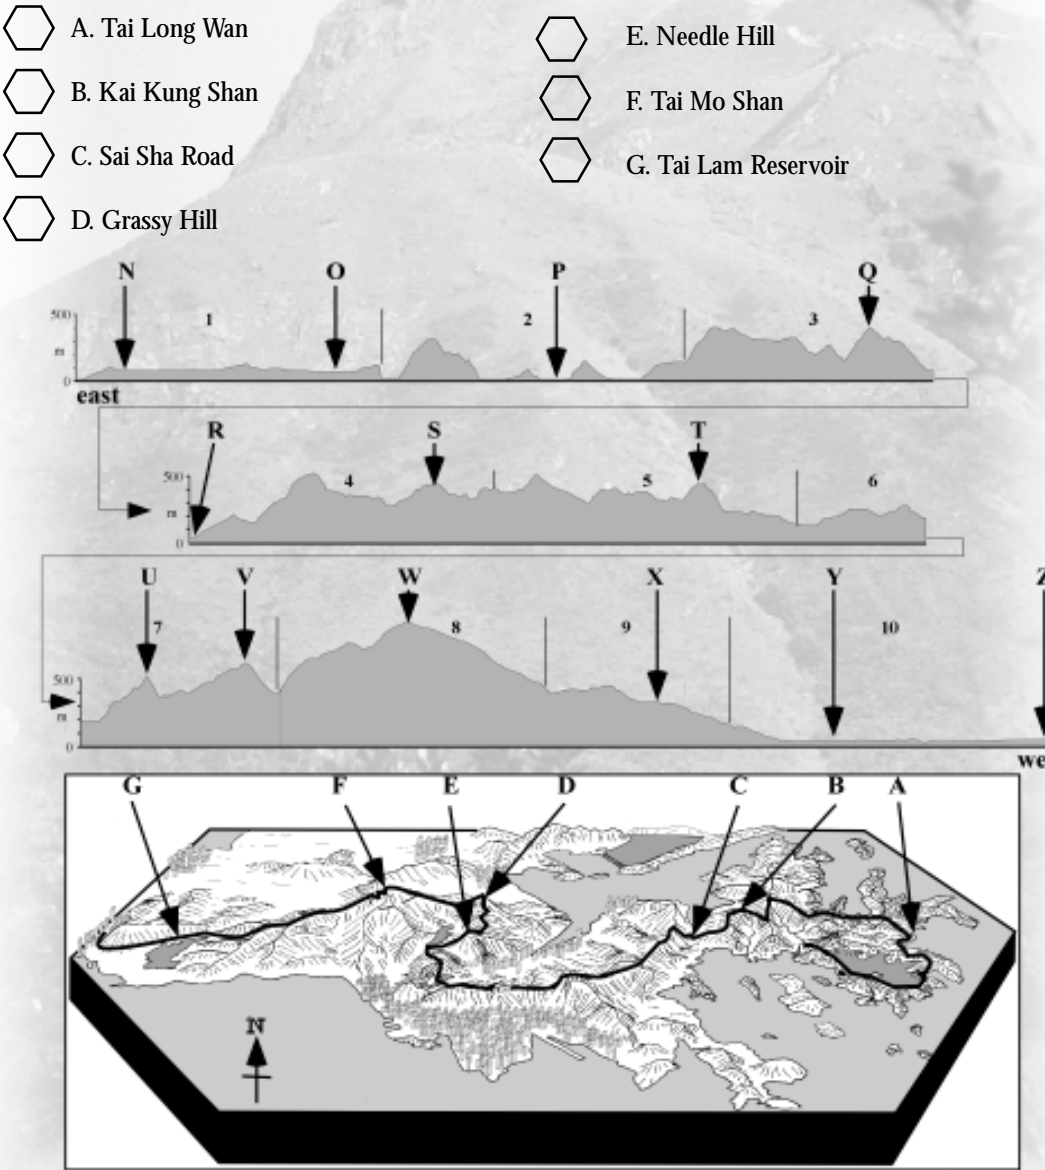 A. Tai Long Wan
B. Kai Kung Shan
C. Sai Sha Road
D. Grassy Hill
E. Needle Hill
F. Tai Mo Shan
G. Tai Lam Reservoir
N O P Q
500 1 2 3
m
0
east
R S T
500 4 5 6
m
0
U V W X Y Z
7 8 9 10
500
m
0
we
G F E D C B A
N